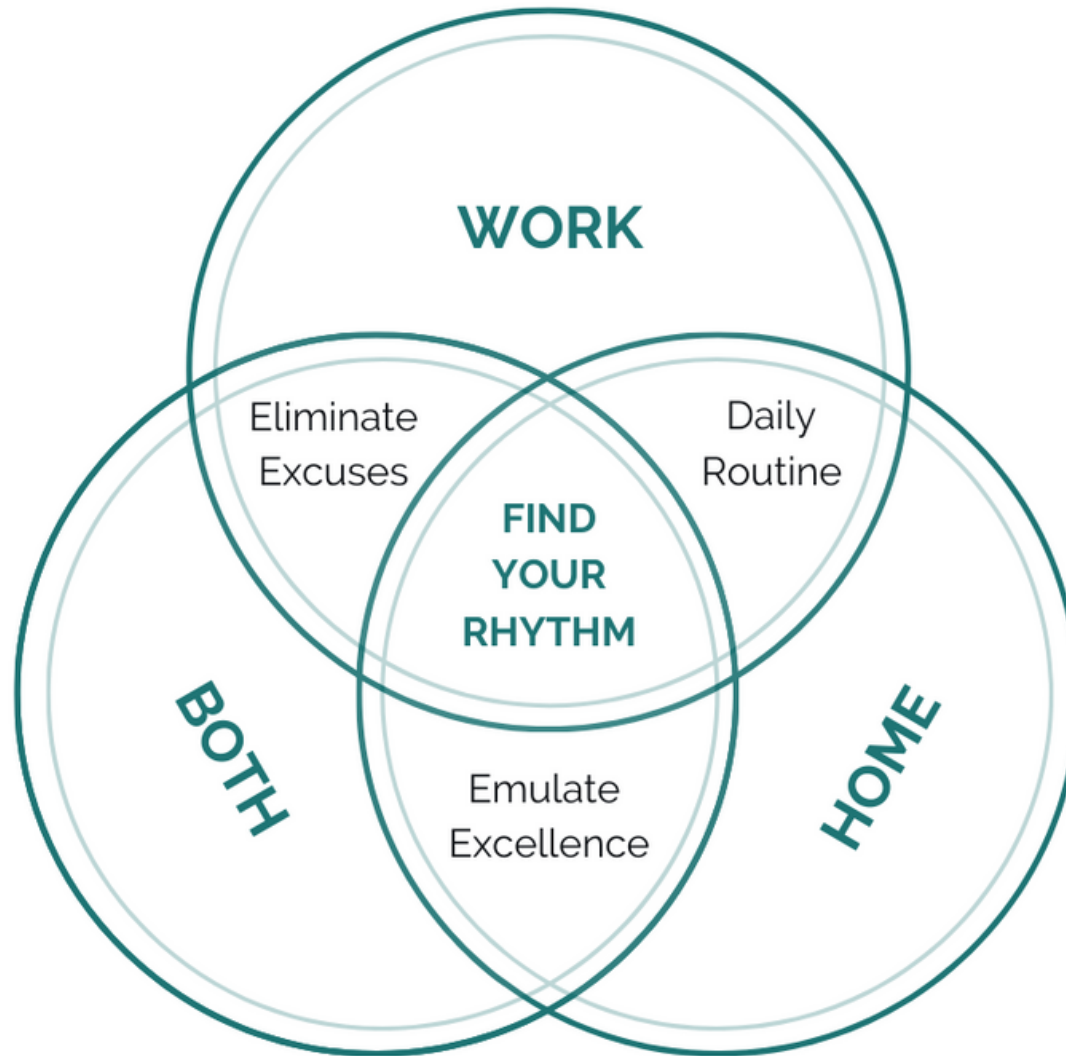 WORK
Eliminate
Excuses
Daily
Routine
FIND
YOUR
RHYTHM
BOTH
HOME
Emulate
Excellence